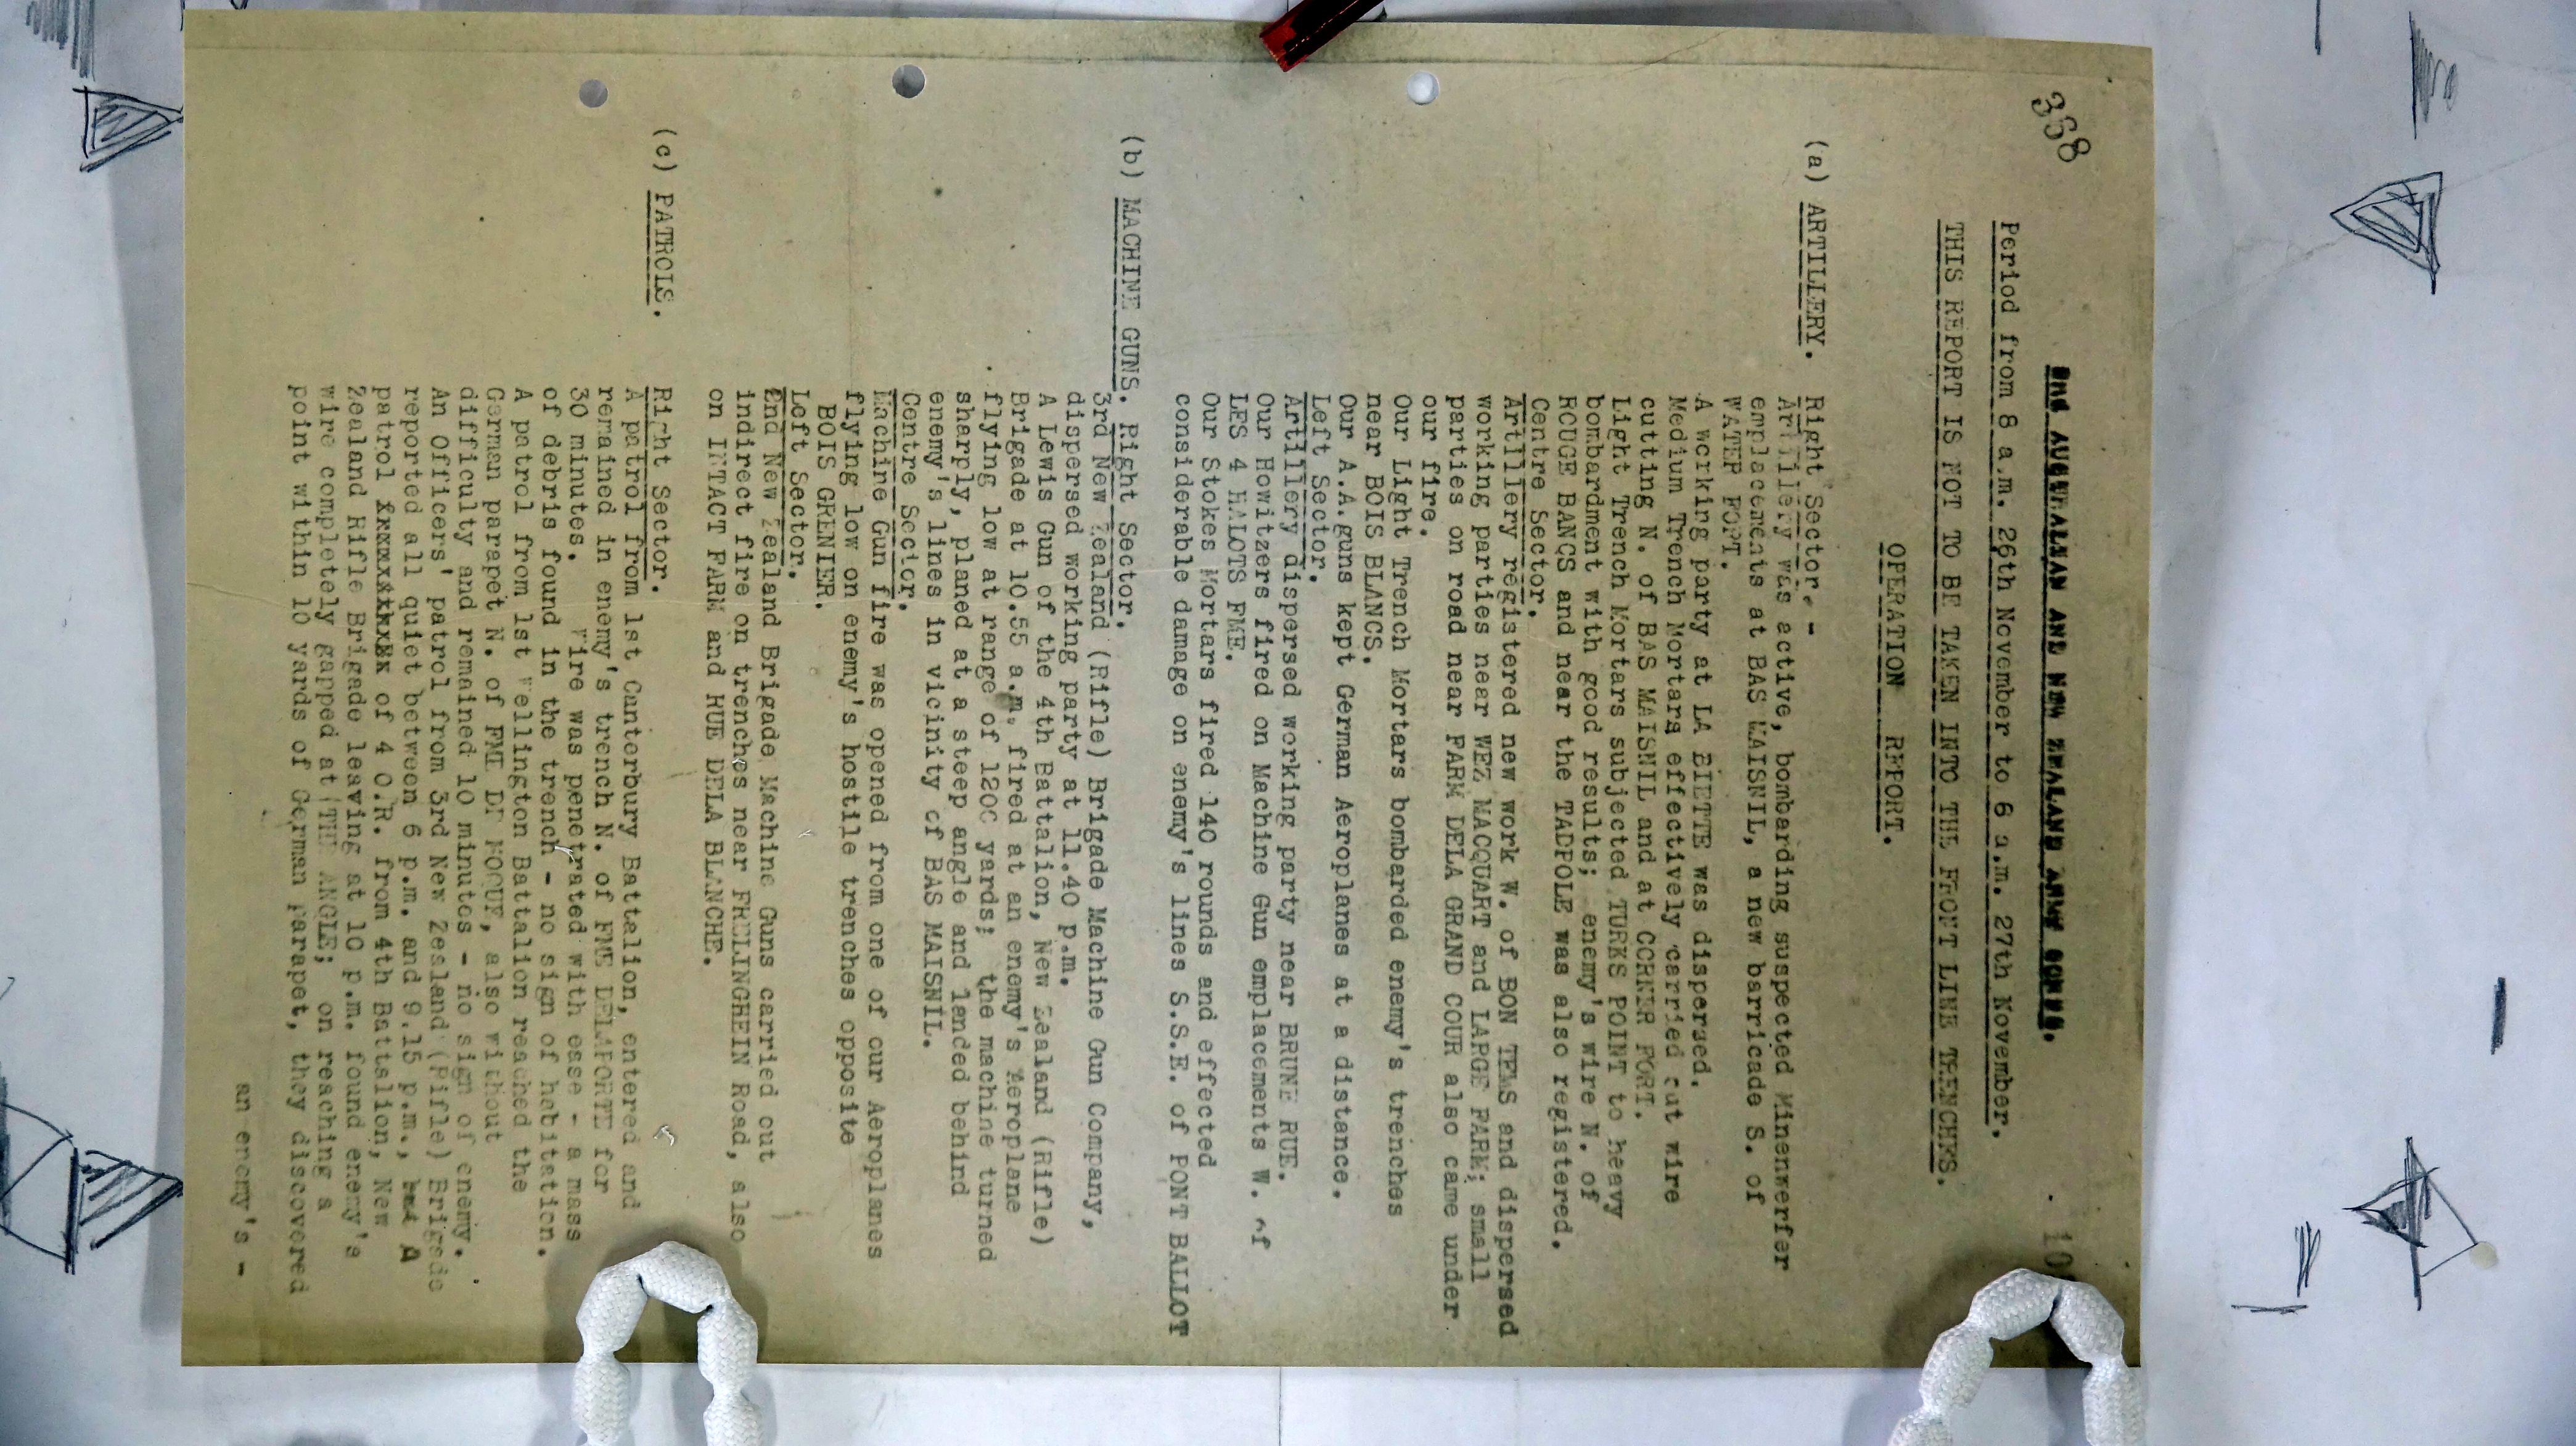 368
2nd AUSTRALIAN AND NEW ZEALAND ARMY CORPS.
Period from 8 a.m. 26th November to 6 a.m. 27th November.
THIS REPORT IS NOT TO BE TAKEN INTO THE FRONT LINE TRENCHES.
OPERATION REPORT.
(a) ARTILLERY. Right Sector. -
Artillery was active, bombarding suspected Minenwerfer
emplacements at BAS MAISNIL, a new barricade S. of
WATER FORT.
A working party at LA BIETTE was dispersed.
Medium Trench Mortars effectively carried out wire
cutting N. of BAS MAISNIL and at CORNER FORT.
Light Trench Mortars subjected TURKS POINT to heavy
bombardment with good results; enemy's wire N. of
ROUGE BANCS and near the TADPOLE was also registered.
Centre Sector.
Artillery registered new work W. of BON TEMS and dispersed
working parties near WEZ MACQUART and LARGE FARM; small
parties on road near FARM DELA GRAND COUR also came under
our fire.
Our Light Trench Mortars bombarded enemy's trenches
near BOIS BLANCS.
Our A.A.guns kept German Aeroplanes at a distance.
Left Sector.
Artillery dispersed working party near BRUNE RUE.
Our Howitzers fired on Machine Gun emplacements W. of
LES 4 HALOTS FME.
Our Stokes Mortars fired 140 rounds and effected
considerable damage on enemy's lines S.S.E. of PONT BALLOT
(b) MACHINE GUNS. Right Sector.
3rd New Zealand (Rifle) Brigade Machine Gun Company,
dispersed working party at 11.40 p.m.
A Lewis Gun of the 4th Battalion, New Zealand (Rifle)
Brigade at 10.55 a.m. fired at an enemy's Aeroplane
flying low at range of 1200 yards; the machine turned
sharply, planed at a steep angle and landed behind
enemy's lines in vicinity of BAS MAISNIL.
Centre Sector.
Machine Gun fire was opened from one of our Aeroplanes
flying low on enemy's hostile trenches opposite
BOIS GRENIER.
Left Sector.
2nd New Zealand Brigade Machine Guns carried out
indirect fire on trenches near FRELINGHEIN Road, also
on INTACT FARM and RUE DELA BLANCHE.
(c) PATROLS. Right Sector.
A patrol from 1st Canterbury Battalion, entered and
remained in enemy's trench N. of FME DELAPORTE for
30 minutes. Wire was penetrated with ease - a mass
of debris found in the trench - no sign of habitation.
A patrol from 1st Wellington Battalion reached the
German parapet N. of FME DE ROCUF, also without
difficulty and remained 10 minutes - no sign of enemy.
An Officers' patrol from 3rd New Zealand (Rifle) Brigade
reported all quiet between 6 p.m. and 9.15 p.m., A
patrol of 4 O.R. from 4th Battalion, New
Zealand Rifle Brigade leaving at 10 p.m. found enemy's
wire completely gapped at THE ANGLE; on reaching a
point within 10 yards of German parapet, they discovered
an enemy's -